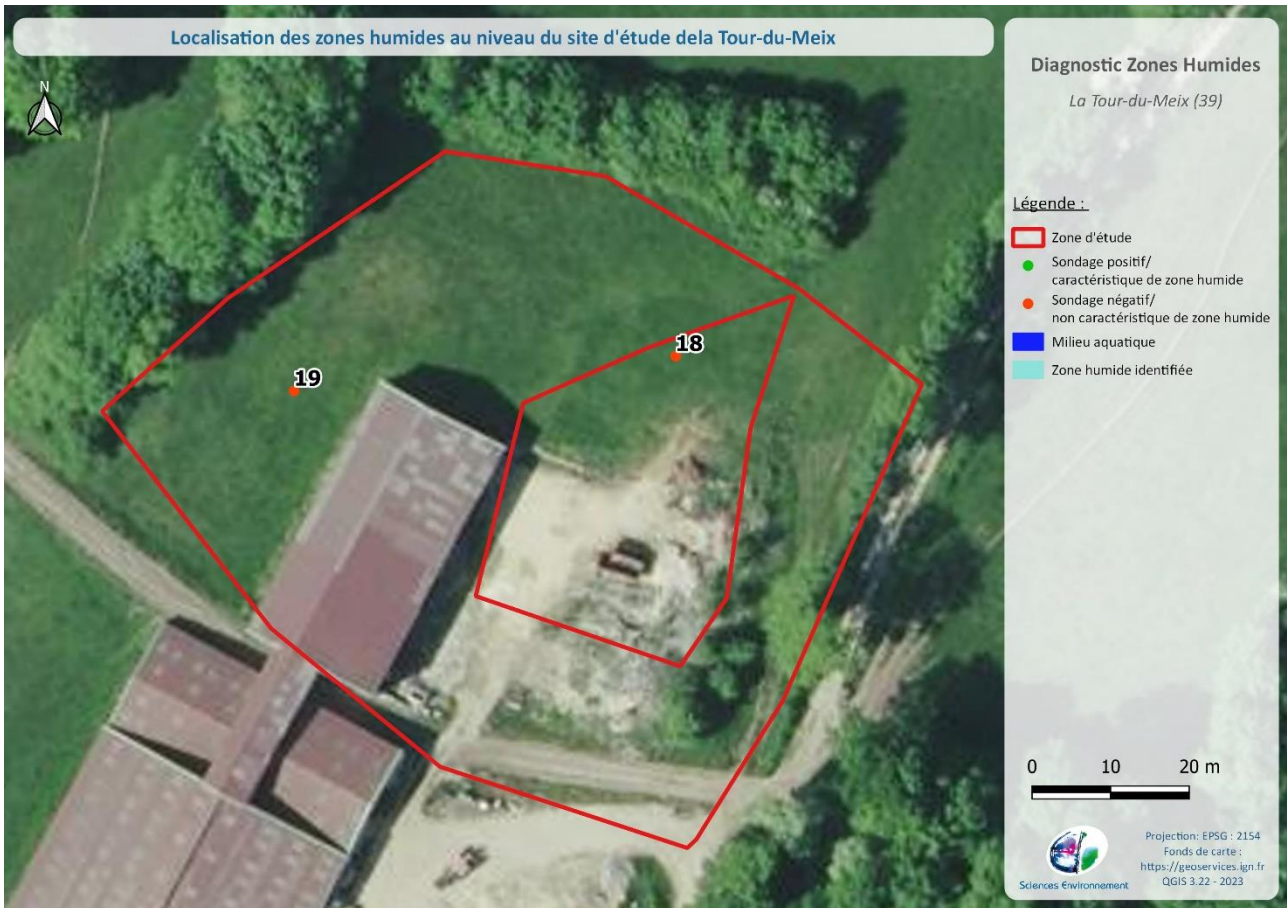 Localisation des zones humides au niveau du site d'étude dela Tour-du-Meix
N
19
18
Diagnostic Zones Humides
La Tour-du-Meix (39)
Légende :
Zone d'étude
Sondage positif/
caractéristique de zone humide
Sondage négatif/
non caractéristique de zone humide
Milieu aquatique
Zone humide identifiée
0 10 20 m
Sciences Environnement
Projection: EPSG : 2154
Fonds de carte :
https://geoservices.ign.fr
QGIS 3.22 - 2023